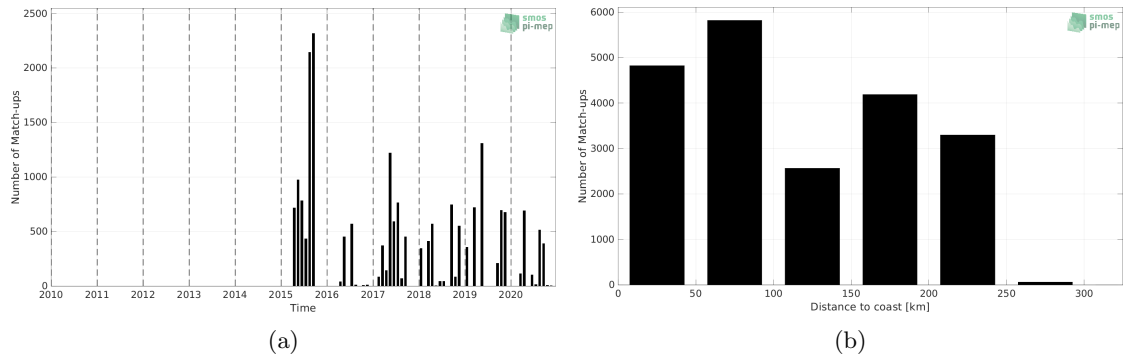 smos
pi-mep
Number of Match-ups
2500
2000
1500
1000
500
0
2010 2011 2012 2013 2014 2015 2016 2017 2018 2019 2020
Time
(a)
smos
pi-mep
Number of Match-ups
6000
5000
4000
3000
2000
1000
0
0 50 100 150 200 250 300
Distance to coast [km]
(b)